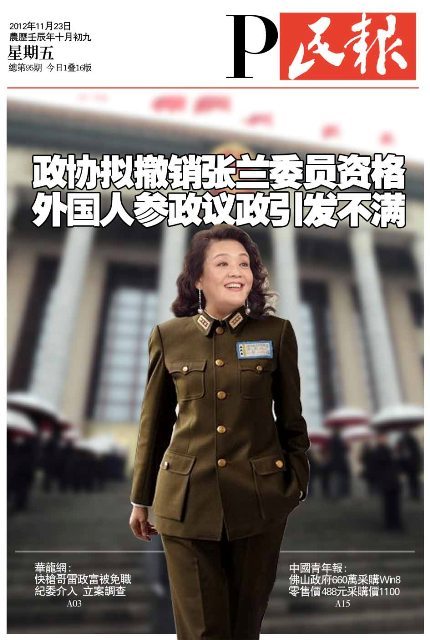 2012年11月23日
農歷壬辰年十月初九
星期五
總第95期 今日1疊16版
P民報
政协拟撤销张兰委员资格
外国人参政议政引发不满
華龍網：
快槍哥雷政富被免職
紀委介入 立案調查
A03
中國青年報：
佛山政府660萬采購Win8
零售價488元采購價1100
A15